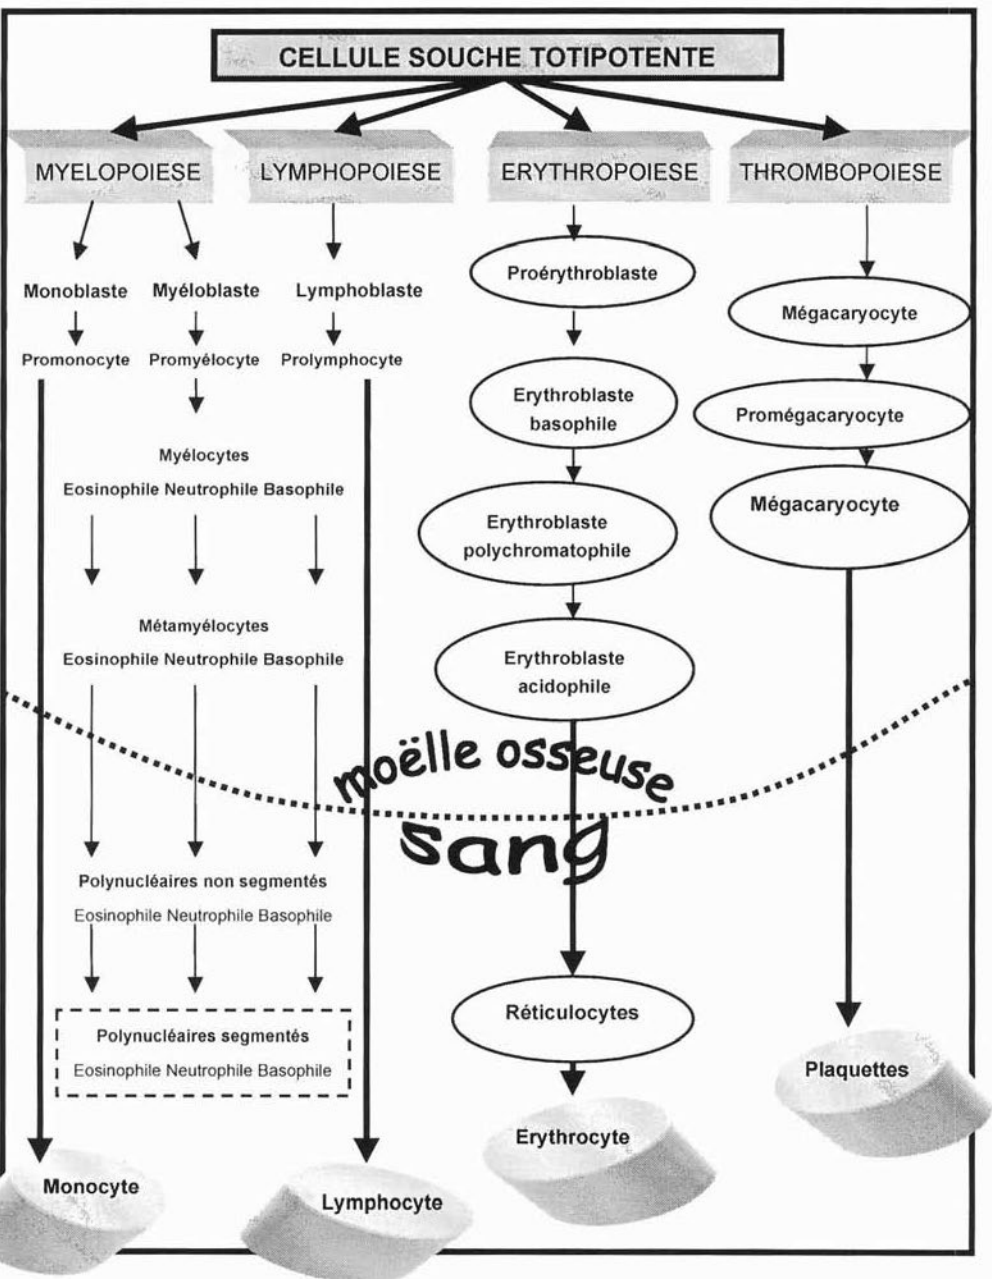 CELLULE SOUCHE TOTIPOTENTE
MYELOPOIESE
LYMPHOPOIESE
ERYTHROPOIESE
THROMBOPOIESE
Monoblaste
Myéloblaste
Lymphoblaste
Promonocyte
Promyélocyte
Prolymphocyte
Myélocytes
Eosinophile Neutrophile Basophile
Métamyélocytes
Eosinophile Neutrophile Basophile
Polynucléaires non segmentés
Eosinophile Neutrophile Basophile
Polynucléaires segmentés
Eosinophile Neutrophile Basophile
Monocyte
Lymphocyte
Proérythroblaste
Erythroblaste
basophile
Erythroblaste
polychromatophile
Erythroblaste
acidophile
moëlle osseuse
sang
Réticulocytes
Erythrocyte
Mégacaryocyte
Promégacaryocyte
Mégacaryocyte
Plaquettes